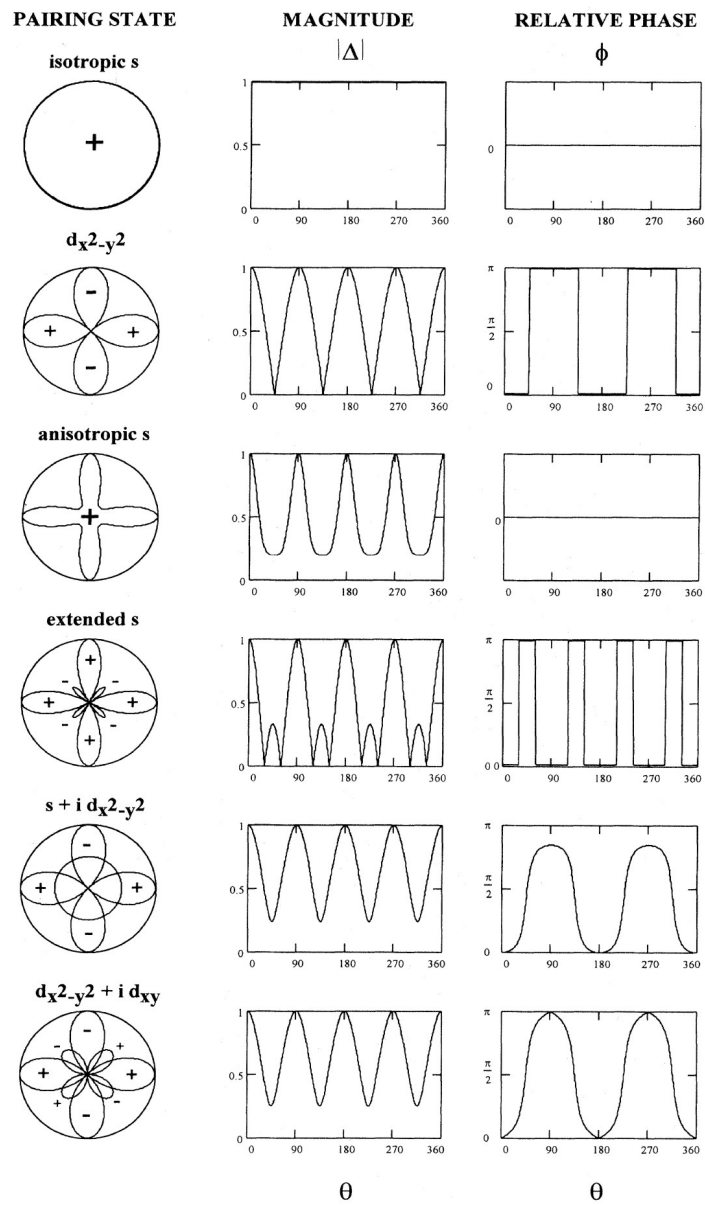 PAIRING STATE MAGNITUDE RELATIVE PHASE
|Δ| ϕ
isotropic s
+
1
0.5
0
0 90 180 270 360
0
0 90 180 270 360
dx2-y2
- + + -
1
0.5
0
0 90 180 270 360
π
π/2
0
0 90 180 270 360
anisotropic s
+
1
0.5
0
0 90 180 270 360
0
0 90 180 270 360
extended s
+
- -
+ +
- -
+
1
0.5
0
0 90 180 270 360
π
π/2
0 0
90 180 270 360
s + i dx2-y2
-
+ +
-
1
0.5
0
0 90 180 270 360
π
π/2
0
0 90 180 270 360
dx2-y2 + i dxy
-
- +
+ +
+ -
-
1
0.5
0
0 90 180 270 360
π
π/2
0
0 90 180 270 360
θ θ